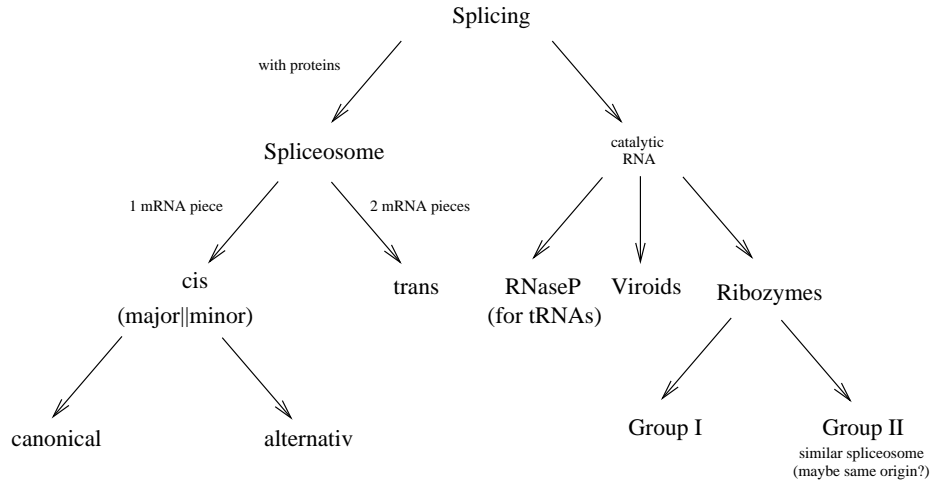 Splicing
with proteins
Spliceosome
catalytic
RNA
1 mRNA piece
2 mRNA pieces
cis
(major||minor)
trans
RNaseP
(for tRNAs)
Viroids
Ribozymes
canonical
alternativ
Group I
Group II
similar spliceosome
(maybe same origin?)